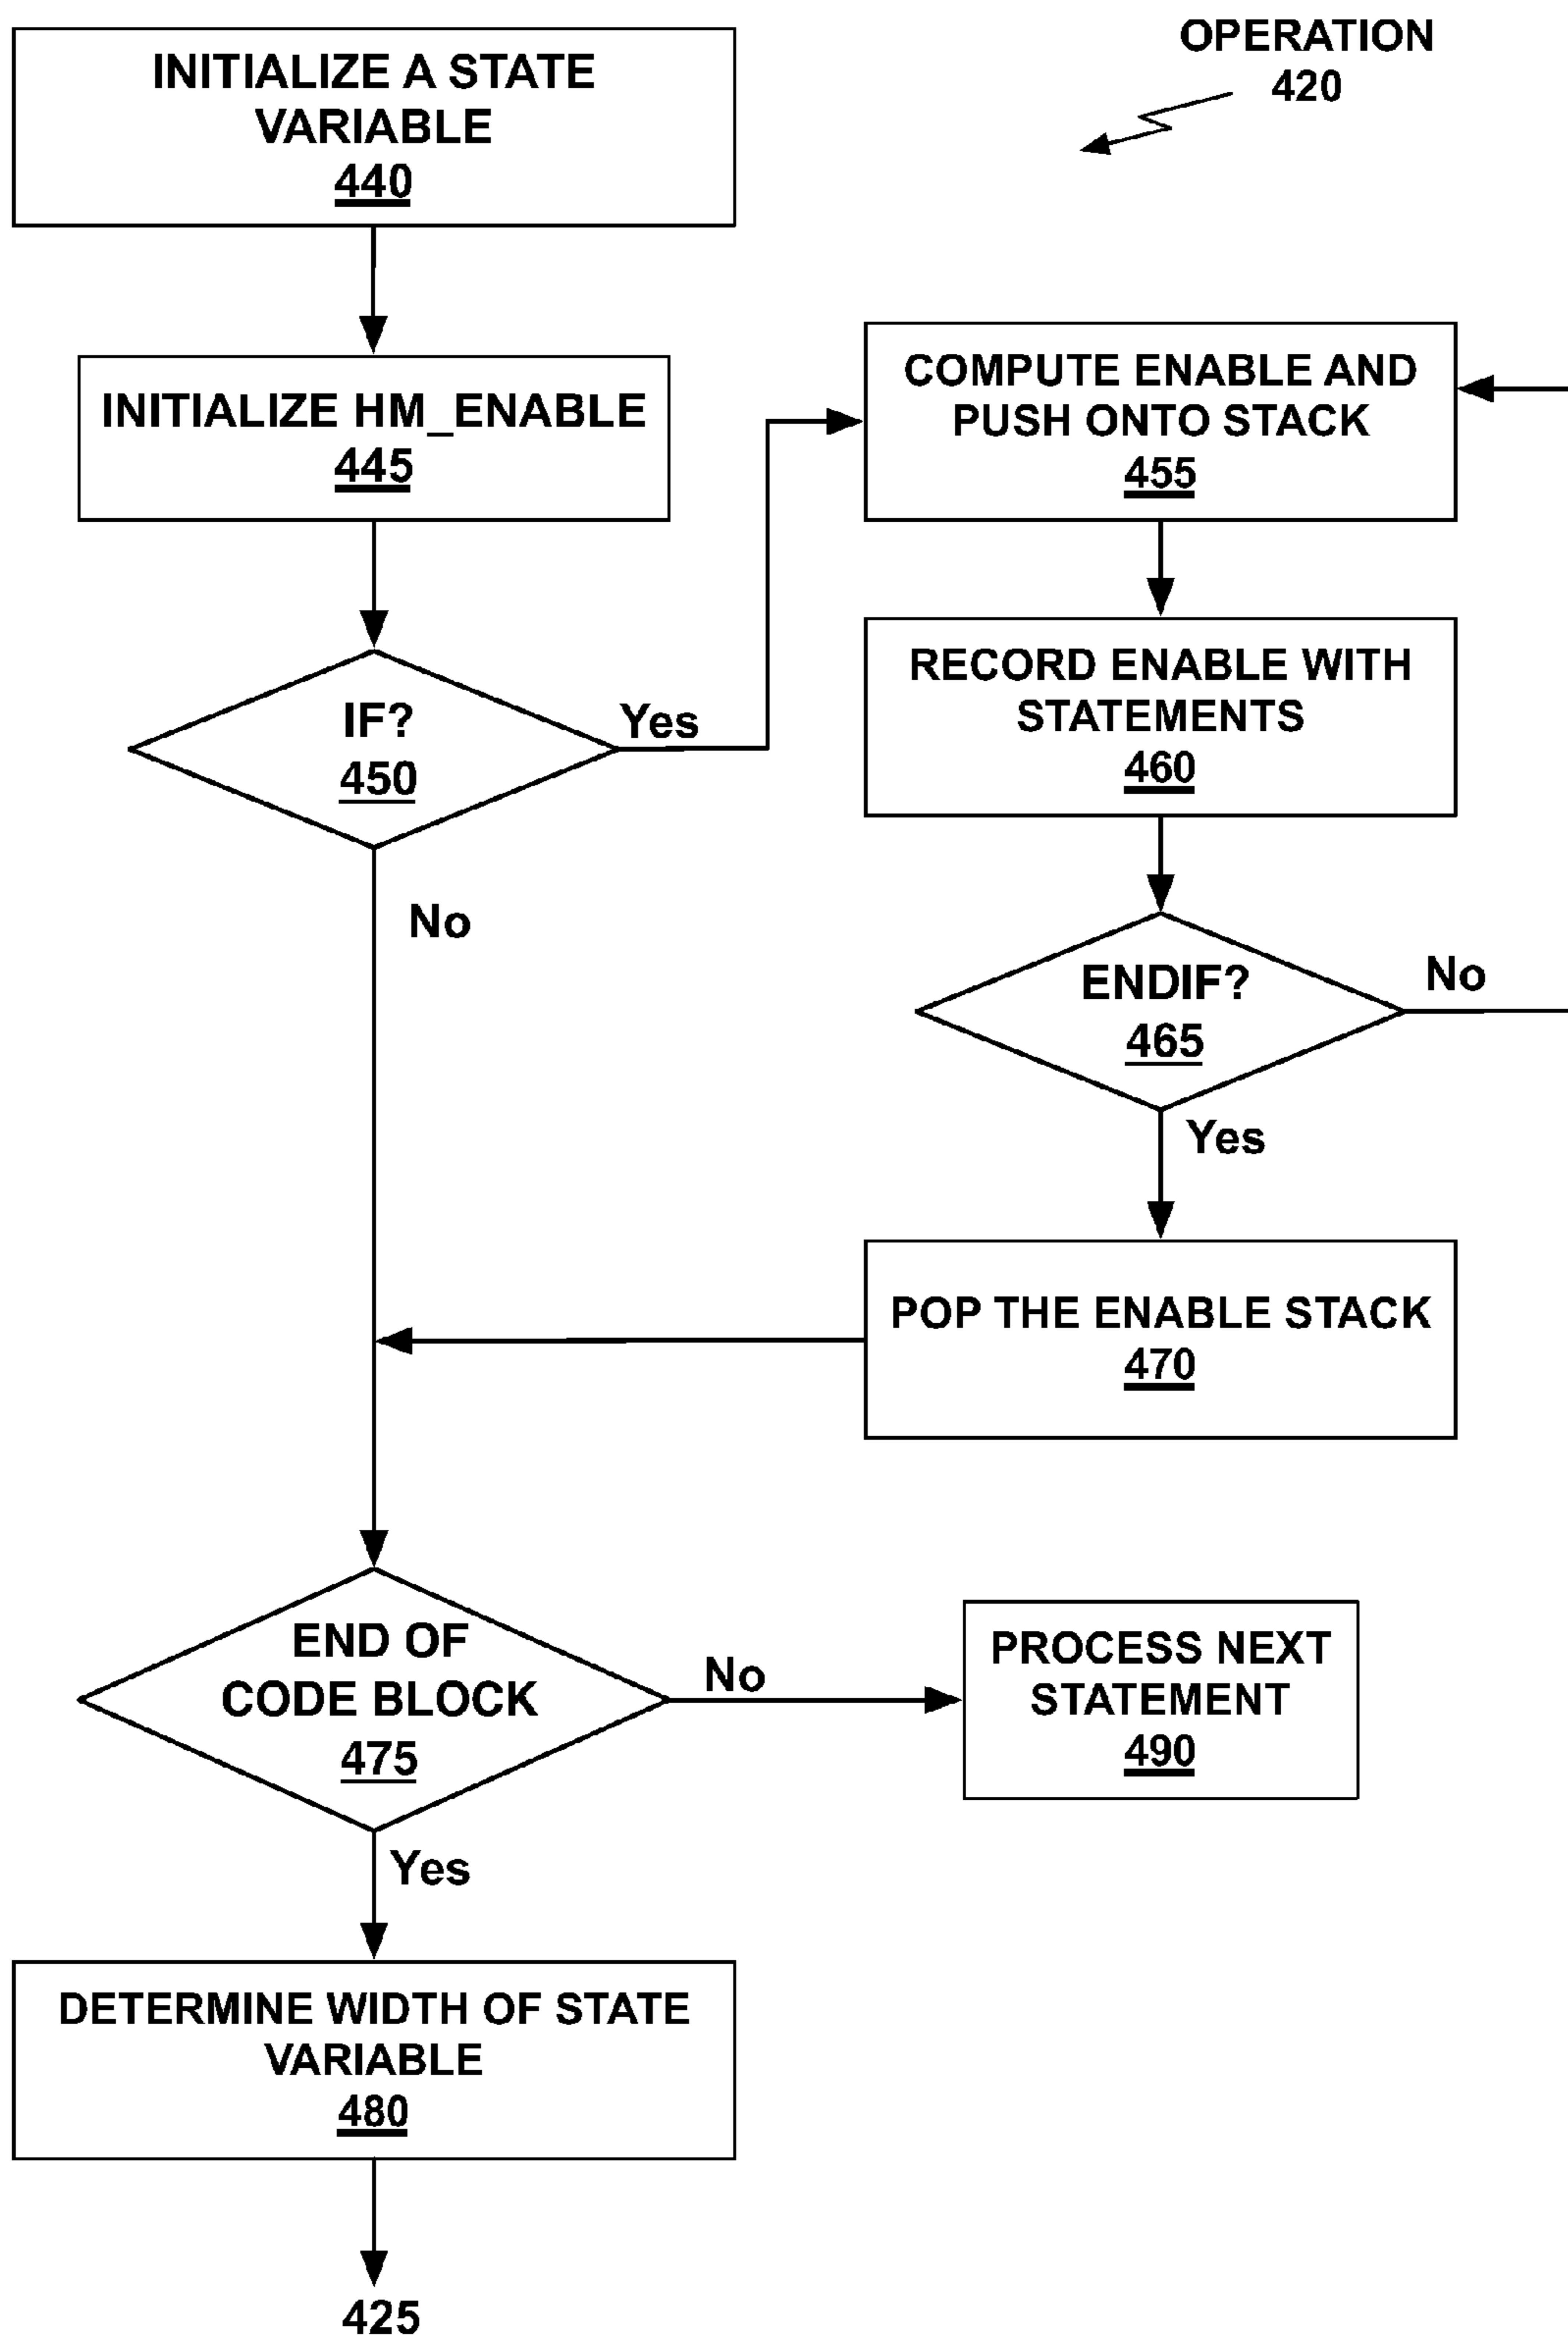 OPERATION
420
INITIALIZE A STATE
VARIABLE
440
INITIALIZE HM_ENABLE
445
IF?
450
Yes
No
COMPUTE ENABLE AND
PUSH ONTO STACK
455
RECORD ENABLE WITH
STATEMENTS
460
ENDIF?
465
No
Yes
POP THE ENABLE STACK
470
END OF
CODE BLOCK
475
No
Yes
PROCESS NEXT
STATEMENT
490
DETERMINE WIDTH OF STATE
VARIABLE
480
425